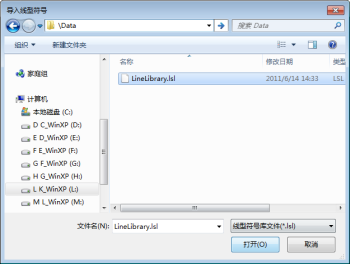 导入线型符号
\Data
搜索 Data
组织
新建文件夹
名称
修改日期
类型
家庭组
LineLibrary.lsl
2011/6/14 14:33
LSL
计算机
本地磁盘 (C:)
D C_WinXP (D:)
E D_WinXP (E:)
F E_WinXP (F:)
G F_WinXP (G:)
H G_WinXP (H:)
L K_WinXP (L:)
M L_WinXP (M:)
文件名(N):
LineLibrary.lsl
线型符号库文件(*.lsl)
打开(O)
取消